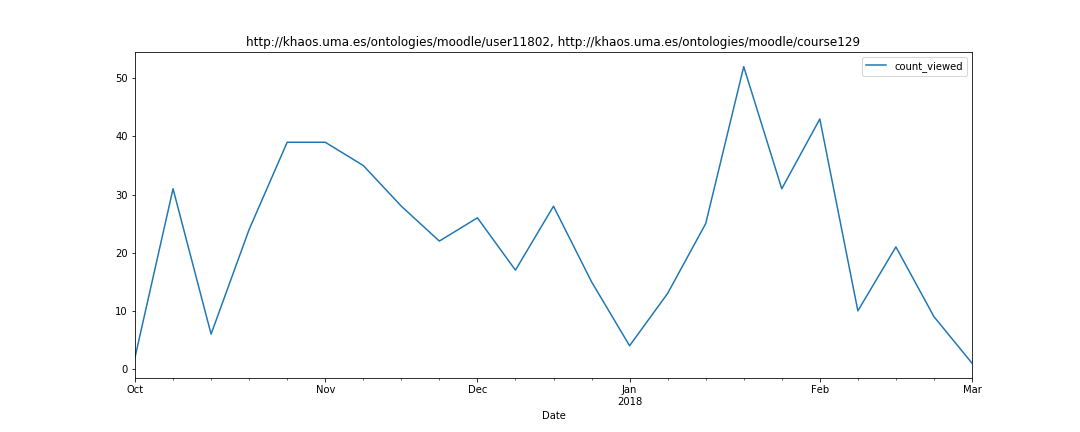 http://khaos.uma.es/ontologies/moodle/user11802, http://khaos.uma.es/ontologies/moodle/course129
count_viewed
50
40
30
20
10
0
Oct Nov Dec Jan Feb Mar
2018
Date